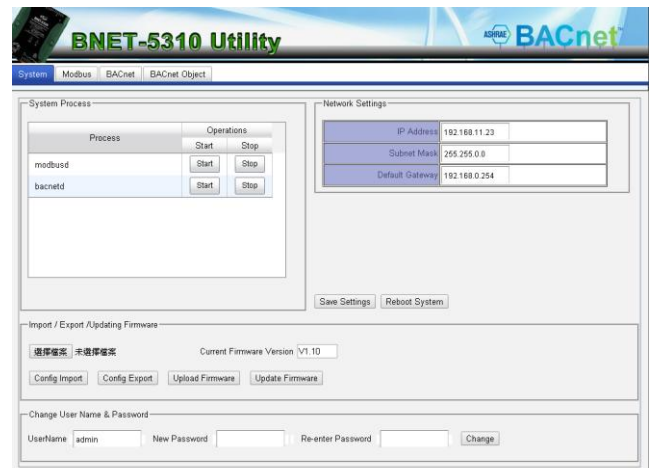 BNET-5310 Utility
ASHRAE BACnet
System Modbus BACnet BACnet Object
System Process
Process
Operations
Start Stop
modbusd Start Stop
bacnetd Start Stop
Network Settings
IP Address 192.168.11.23
Subnet Mask 255.255.0.0
Default Gateway 192.168.0.254
Save Settings Reboot System
Import / Export /Updating Firmware
選擇檔案 未選擇檔案 Current Firmware Version V1.10
Config Import Config Export Upload Firmware Update Firmware
Change User Name & Password
UserName admin New Password Re-enter Password Change